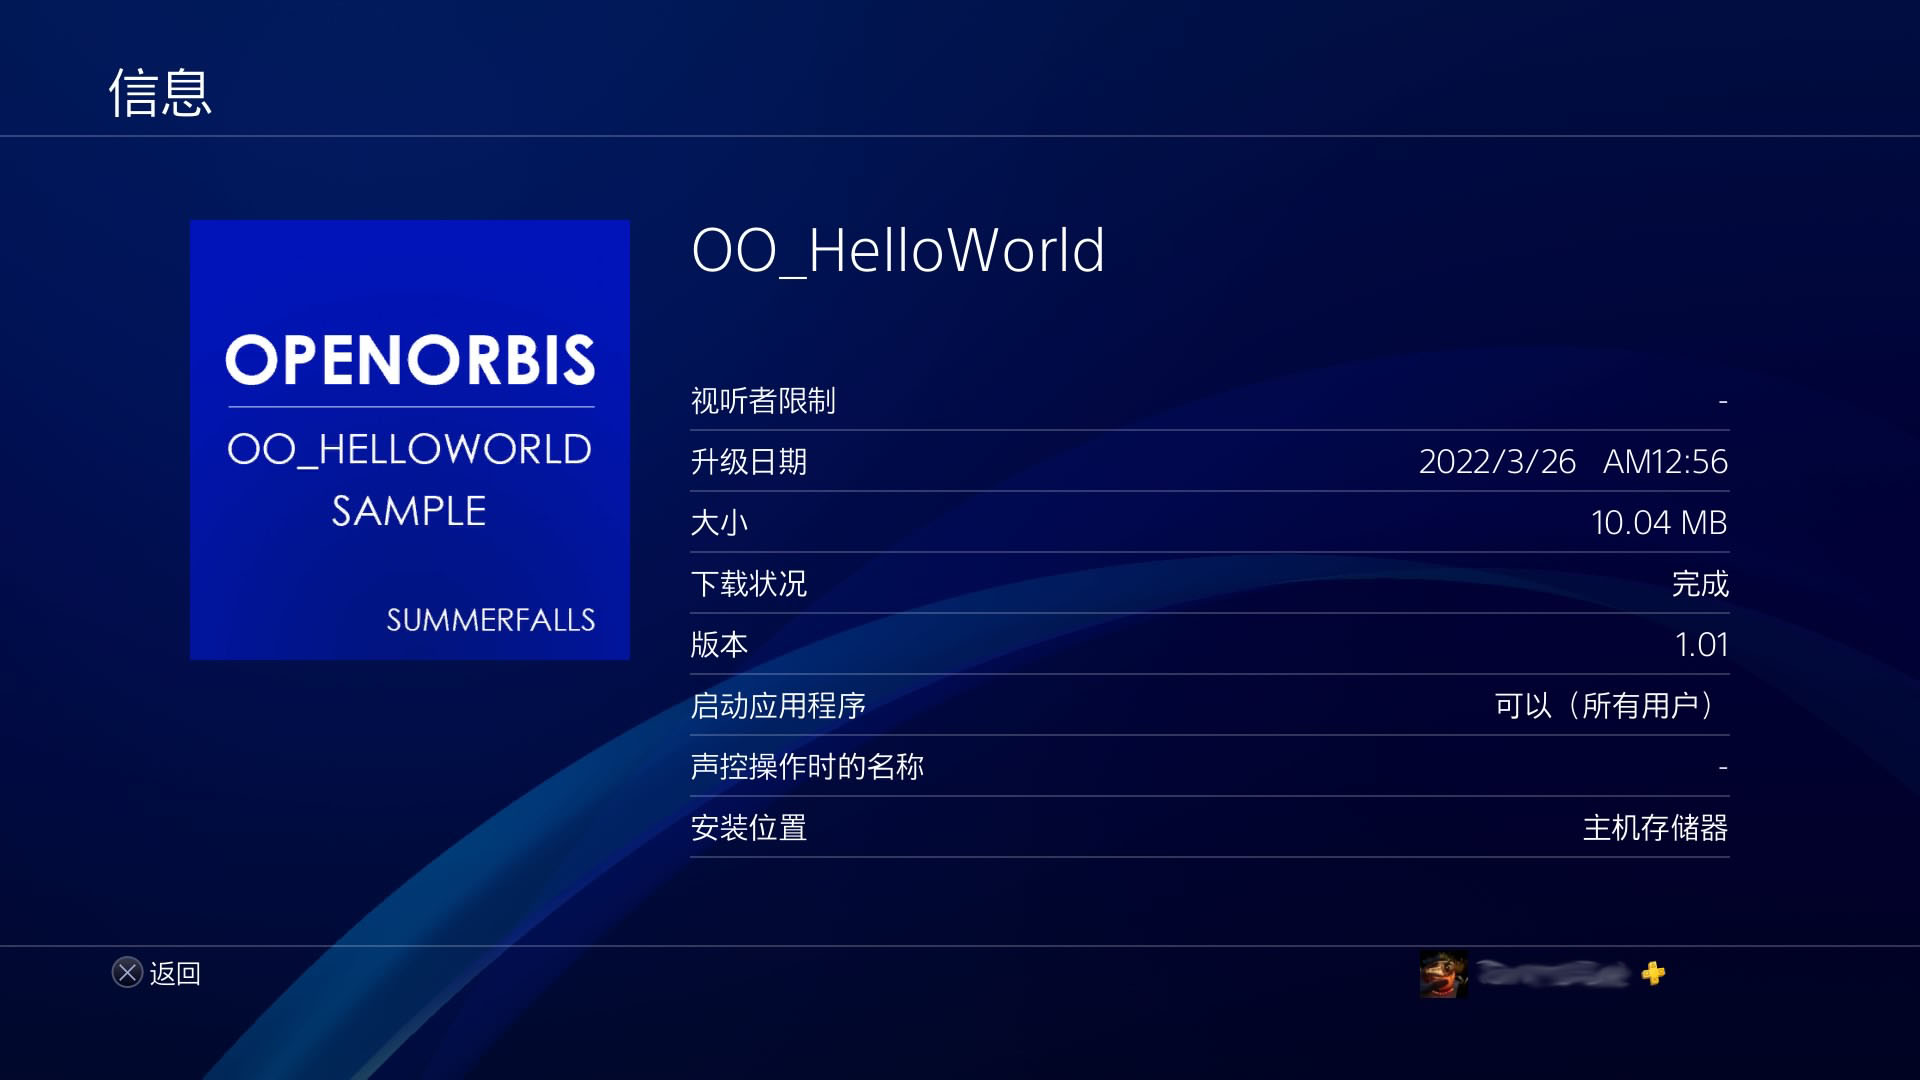 信息
OPENORBIS
OO_HELLOWORLD
SAMPLE
SUMMERFALLS
OO_HelloWorld
视听者限制 -
升级日期 2022/3/26 AM12:56
大小 10.04 MB
下载状况 完成
版本 1.01
启动应用程序 可以（所有用户）
声控操作时的名称 -
安装位置 主机存储器
返回